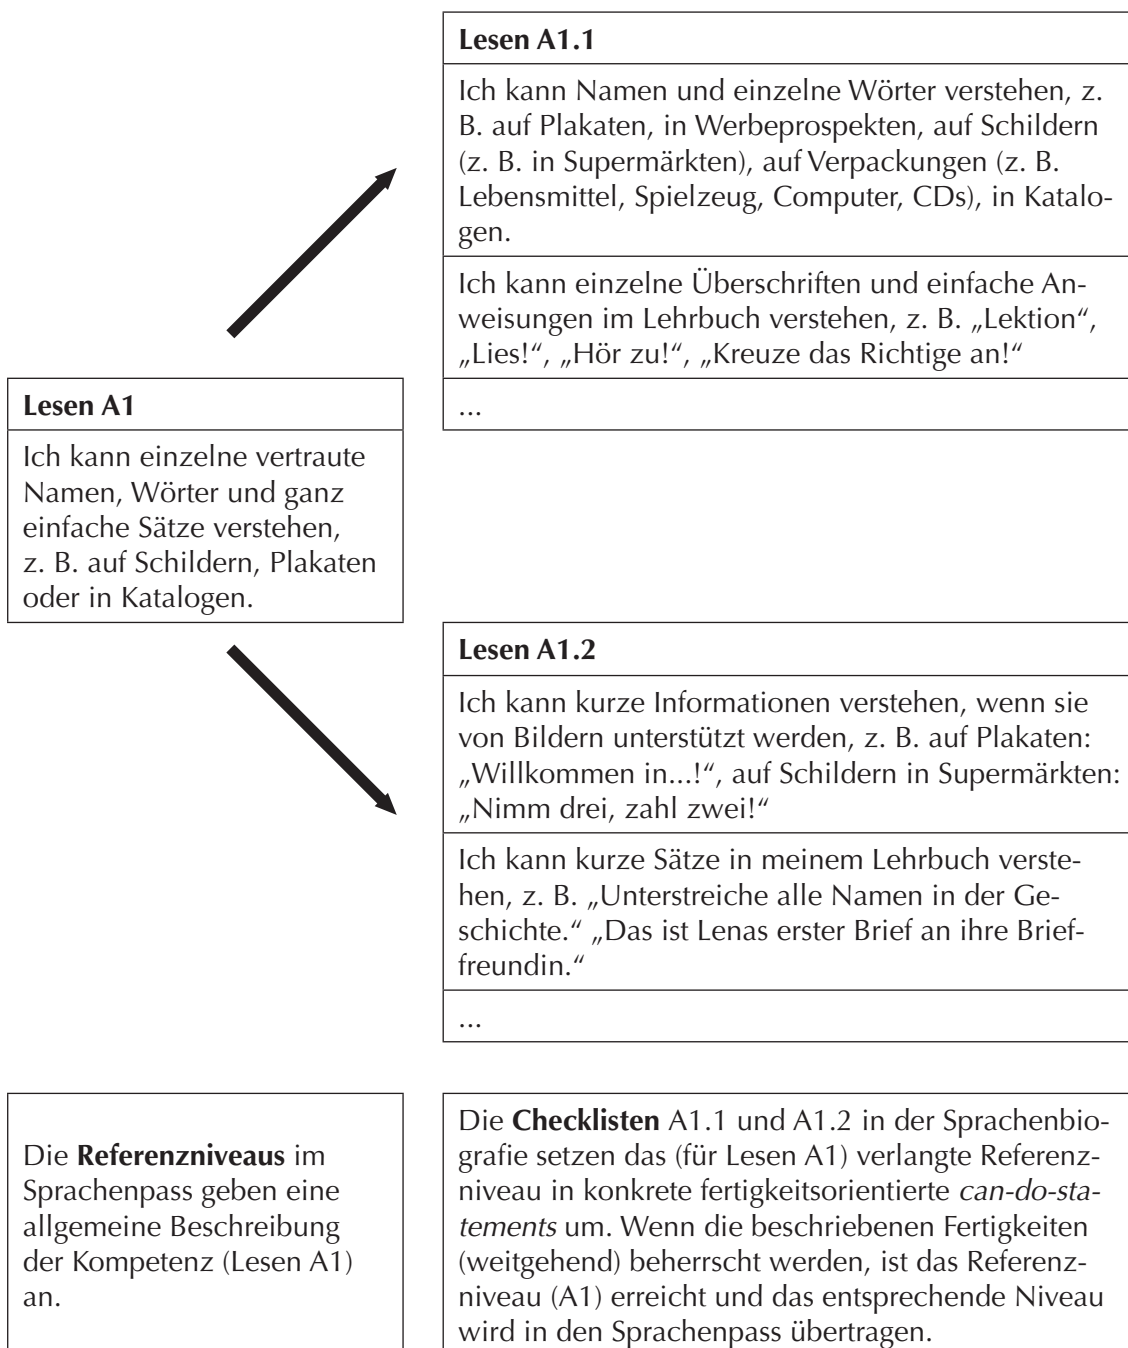 Lesen A1.1
Ich kann Namen und einzelne Wörter verstehen, z.
B. auf Plakaten, in Werbeprospekten, auf Schildern
(z. B. in Supermärkten), auf Verpackungen (z. B.
Lebensmittel, Spielzeug, Computer, CDs), in Katalo-
gen.
Ich kann einzelne Überschriften und einfache An-
weisungen im Lehrbuch verstehen, z. B. „Lektion“,
„Lies!“, „Hör zu!“, „Kreuze das Richtige an!“
...
Lesen A1
Ich kann einzelne vertraute
Namen, Wörter und ganz
einfache Sätze verstehen,
z. B. auf Schildern, Plakaten
oder in Katalogen.
Lesen A1.2
Ich kann kurze Informationen verstehen, wenn sie
von Bildern unterstützt werden, z. B. auf Plakaten:
„Willkommen in...!“, auf Schildern in Supermärkten:
„Nimm drei, zahl zwei!“
Ich kann kurze Sätze in meinem Lehrbuch verste-
hen, z. B. „Unterstreiche alle Namen in der Ge-
schichte.“ „Das ist Lenas erster Brief an ihre Brief-
freundin.“
...
Die Referenzniveaus im
Sprachenpass geben eine
allgemeine Beschreibung
der Kompetenz (Lesen A1)
an.
Die Checklisten A1.1 und A1.2 in der Sprachenbio-
grafie setzen das (für Lesen A1) verlangte Referenz-
niveau in konkrete fertigkeitsorientierte can-do-sta-
tements um. Wenn die beschriebenen Fertigkeiten
(weitgehend) beherrscht werden, ist das Referenz-
niveau (A1) erreicht und das entsprechende Niveau
wird in den Sprachenpass übertragen.